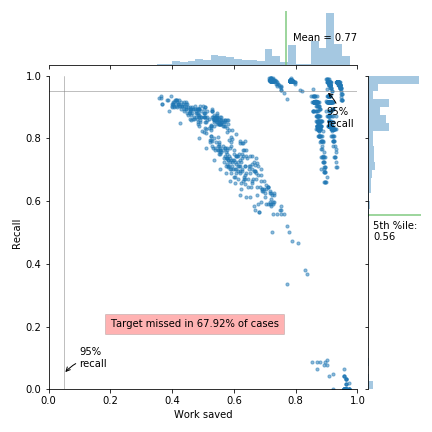 Mean = 0.77
1.0
0.8
0.6
0.4
0.2
0.0
Recall
95%
recall
5th %ile:
0.56
Target missed in 67.92% of cases
95%
recall
0.0 0.2 0.4 0.6 0.8 1.0
Work saved